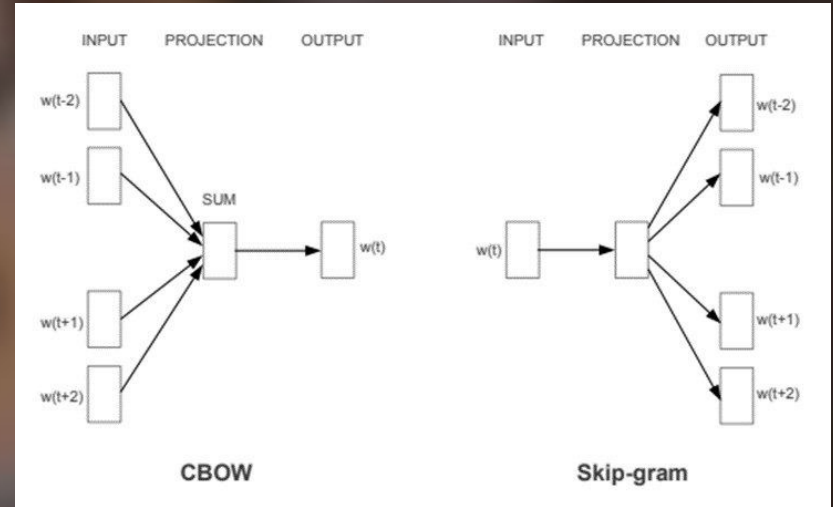 INPUT PROJECTION OUTPUT
w(t-2)
w(t-1)
SUM
w(t)
w(t+1)
w(t+2)
CBOW
INPUT PROJECTION OUTPUT
w(t-2)
w(t-1)
w(t)
w(t+1)
w(t+2)
Skip-gram